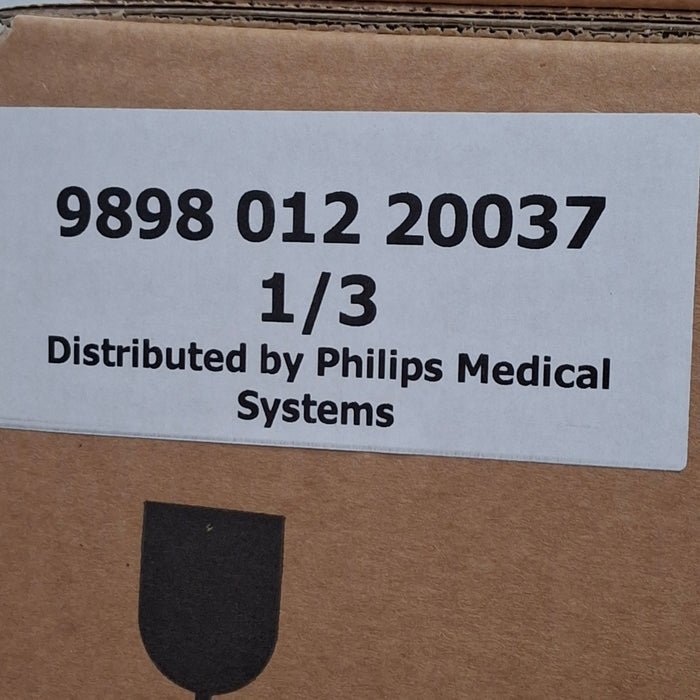 9898 012 20037
1/3
Distributed by Philips Medical
Systems